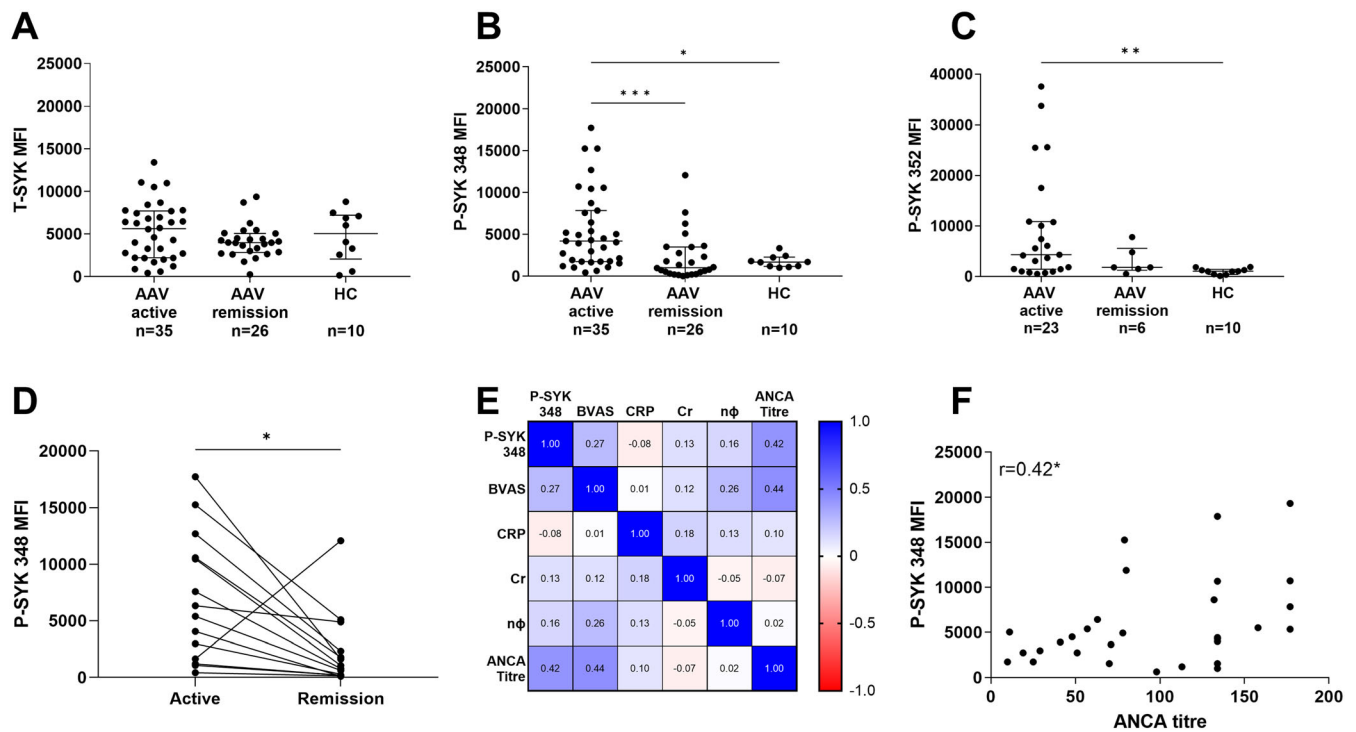 A
T-SYK MFI
25000
20000
15000
10000
5000
0
AAV active n=35
AAV remission n=26
HC n=10
B
P-SYK 348 MFI
25000
20000
15000
10000
5000
0
*
***
AAV active n=35
AAV remission n=26
HC n=10
C
P-SYK 352 MFI
40000
30000
20000
10000
0
**
AAV active n=23
AAV remission n=6
HC n=10
D
P-SYK 348 MFI
20000
15000
10000
5000
0
*
Active Remission
E
P-SYK 348 BVAS CRP Cr nϕ ANCA Titre
P-SYK 348 1.00 0.27 -0.08 0.13 0.16 0.42
BVAS 0.27 1.00 0.01 0.12 0.26 0.44
CRP -0.08 0.01 1.00 0.18 0.13 0.10
Cr 0.13 0.12 0.18 1.00 -0.05 -0.07
nϕ 0.16 0.26 0.13 -0.05 1.00 0.02
ANCA Titre 0.42 0.44 0.10 -0.07 0.02 1.00
1.0
0.5
0
-0.5
-1.0
F
P-SYK 348 MFI
25000
20000
15000
10000
5000
0
r=0.42*
0 50 100 150 200
ANCA titre